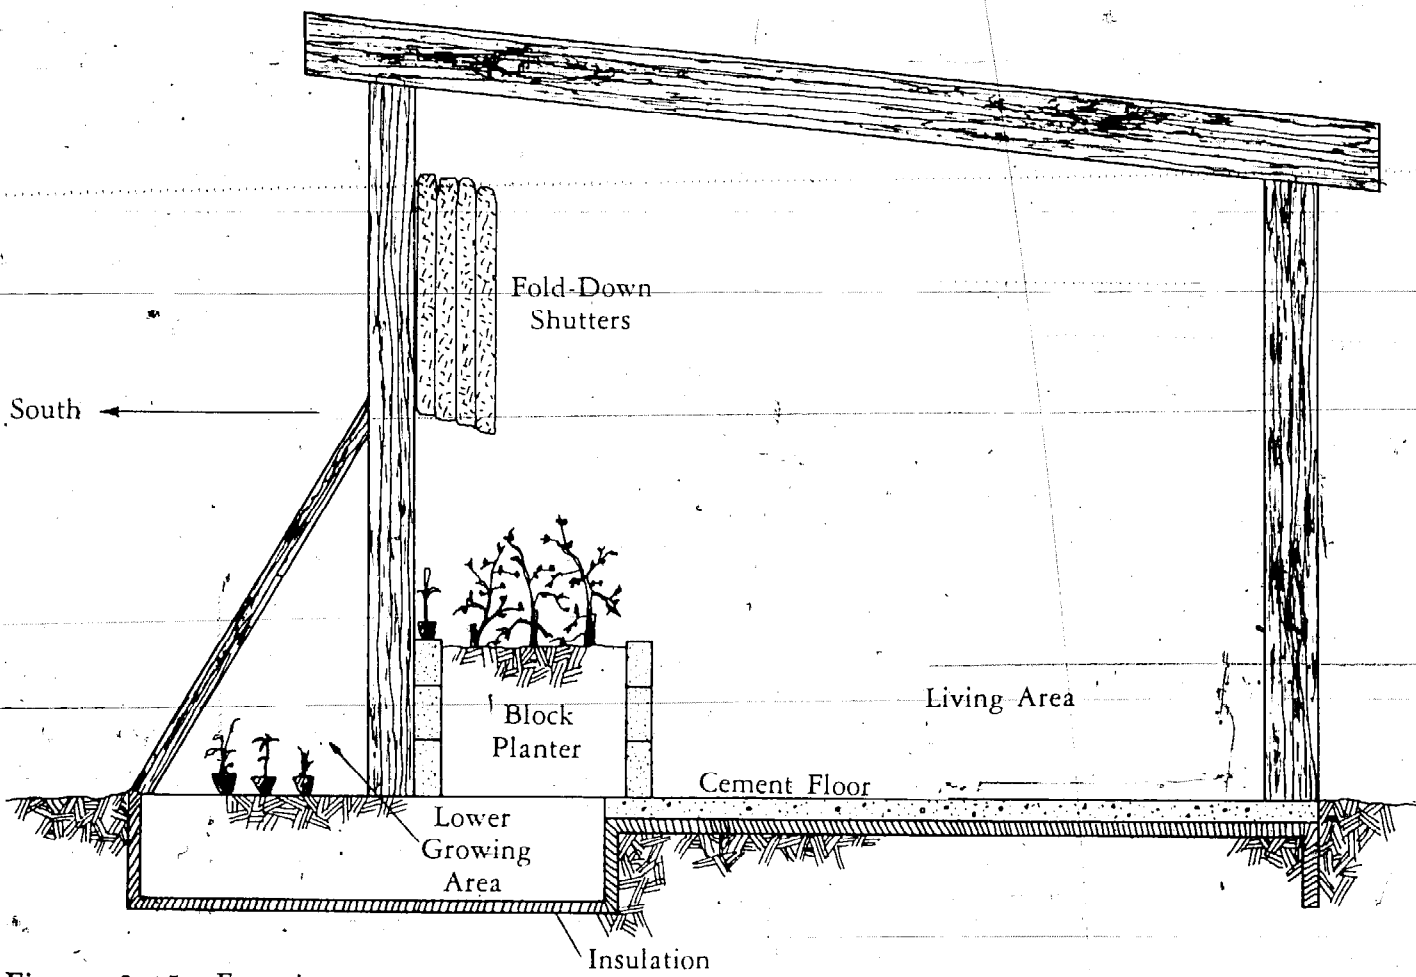 Fold-Down
Shutters
South
Living Area
Block
Planter
Cement Floor
Lower
Growing
Area
Insulation